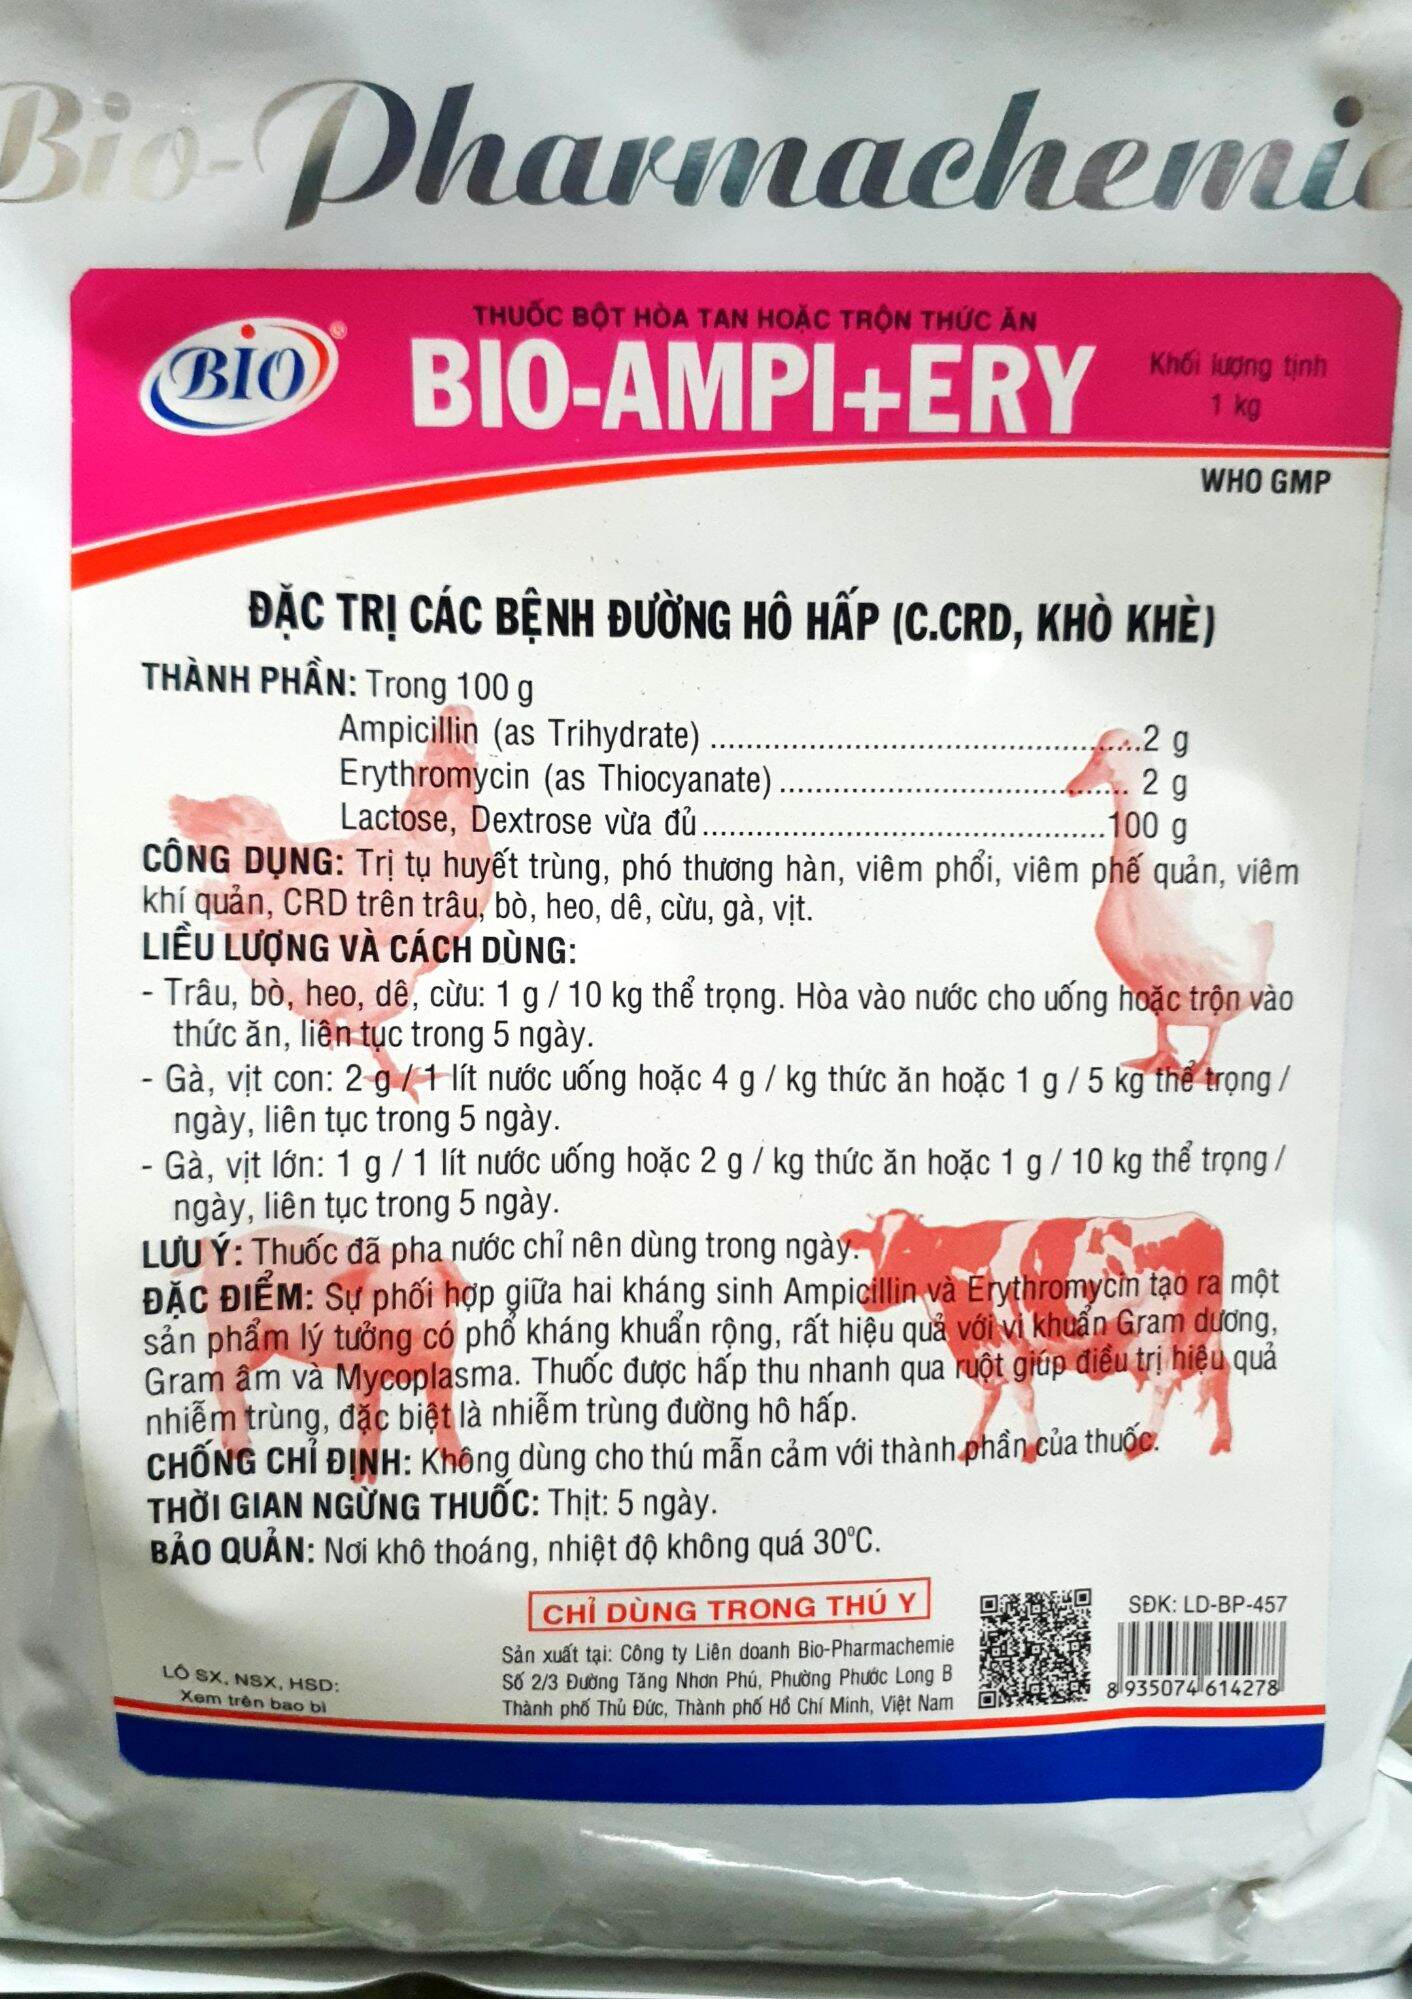 Bio-Pharmachemie
BIO
®
THUỐC BỘT HÒA TAN HOẶC TRỘN THỨC ĂN
BIO-AMPI+ERY
Khối lượng tịnh
1 kg
WHO GMP
ĐẶC TRỊ CÁC BỆNH ĐƯỜNG HÔ HẤP (C.CRD, KHÒ KHÈ)
THÀNH PHẦN: Trong 100 g
Ampicillin (as Trihydrate) ............................................2 g
Erythromycin (as Thiocyanate) ................................... 2 g
Lactose, Dextrose vừa đủ..........................................100 g
CÔNG DỤNG: Trị tụ huyết trùng, phó thương hàn, viêm phổi, viêm phế quản, viêm
khí quản, CRD trên trâu, bò, heo, dê, cừu, gà, vịt.
LIỀU LƯỢNG VÀ CÁCH DÙNG:
- Trâu, bò, heo, dê, cừu: 1 g / 10 kg thể trọng. Hòa vào nước cho uống hoặc trộn vào
thức ăn, liên tục trong 5 ngày.
- Gà, vịt con: 2 g / 1 lít nước uống hoặc 4 g / kg thức ăn hoặc 1 g / 5 kg thể trọng /
ngày, liên tục trong 5 ngày.
- Gà, vịt lớn: 1 g / 1 lít nước uống hoặc 2 g / kg thức ăn hoặc 1 g / 10 kg thể trọng /
ngày, liên tục trong 5 ngày.
LƯU Ý: Thuốc đã pha nước chỉ nên dùng trong ngày.
ĐẶC ĐIỂM: Sự phối hợp giữa hai kháng sinh Ampicillin và Erythromycin tạo ra một
sản phẩm lý tưởng có phổ kháng khuẩn rộng, rất hiệu quả với vi khuẩn Gram dương,
Gram âm và Mycoplasma. Thuốc được hấp thu nhanh qua ruột giúp điều trị hiệu quả
nhiễm trùng, đặc biệt là nhiễm trùng đường hô hấp.
CHỐNG CHỈ ĐỊNH: Không dùng cho thú mẫn cảm với thành phần của thuốc.
THỜI GIAN NGỪNG THUỐC: Thịt: 5 ngày.
BẢO QUẢN: Nơi khô thoáng, nhiệt độ không quá 30°C.
CHỈ DÙNG TRONG THÚ Y
Sản xuất tại: Công ty Liên doanh Bio-Pharmachemie
Số 2/3 Đường Tăng Nhơn Phú, Phường Phước Long B
Thành phố Thủ Đức, Thành phố Hồ Chí Minh, Việt Nam
LÔ SX, NSX, HSD:
Xem trên bao bì
SĐK: LD-BP-457
8 935074 614278